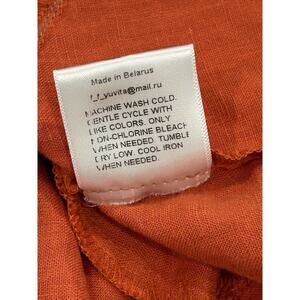 Made in Belarus
f_f_yuvita@mail.ru
MACHINE WASH COLD.
GENTLE CYCLE WITH
LIKE COLORS. ONLY
NON-CHLORINE BLEACH
WHEN NEEDED. TUMBLE
DRY LOW. COOL IRON
WHEN NEEDED.